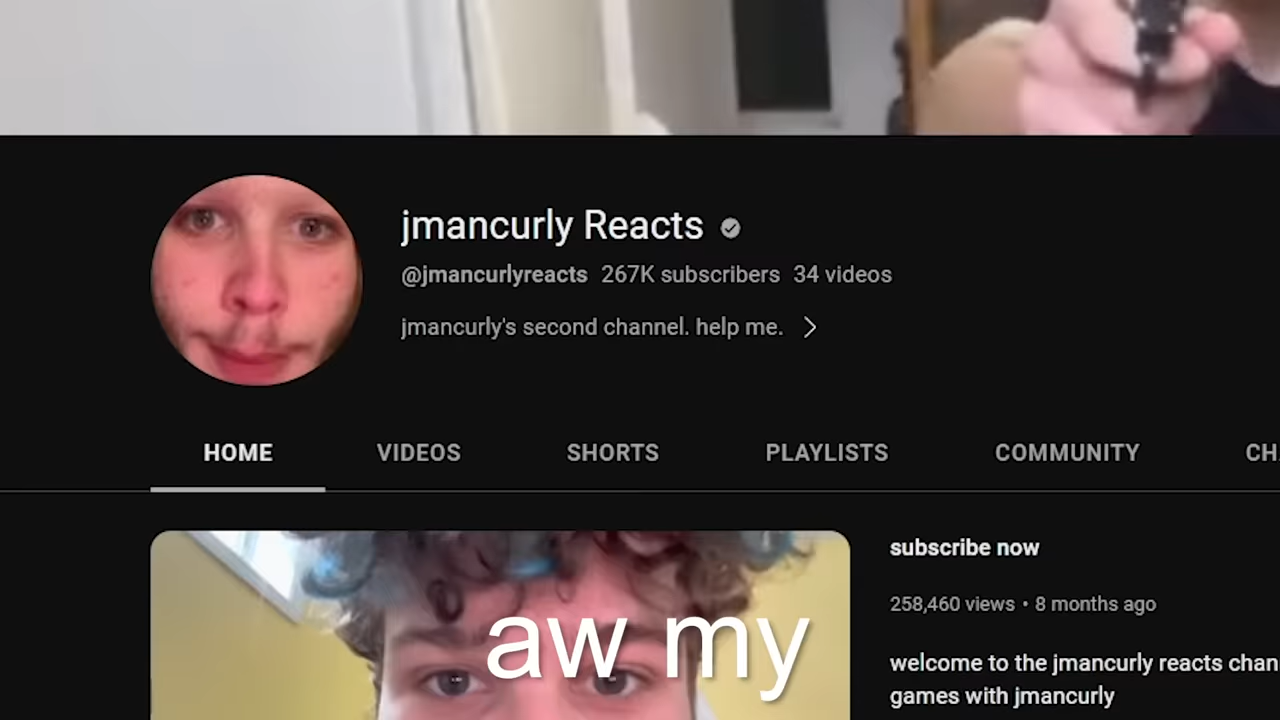 jmancurly Reacts
@jmancurlyreacts 267K subscribers 34 videos
jmancurly's second channel. help me.
HOME VIDEOS SHORTS PLAYLISTS COMMUNITY CH
subscribe now
258,460 views • 8 months ago
aw my
welcome to the jmancurly reacts chan
games with jmancurly